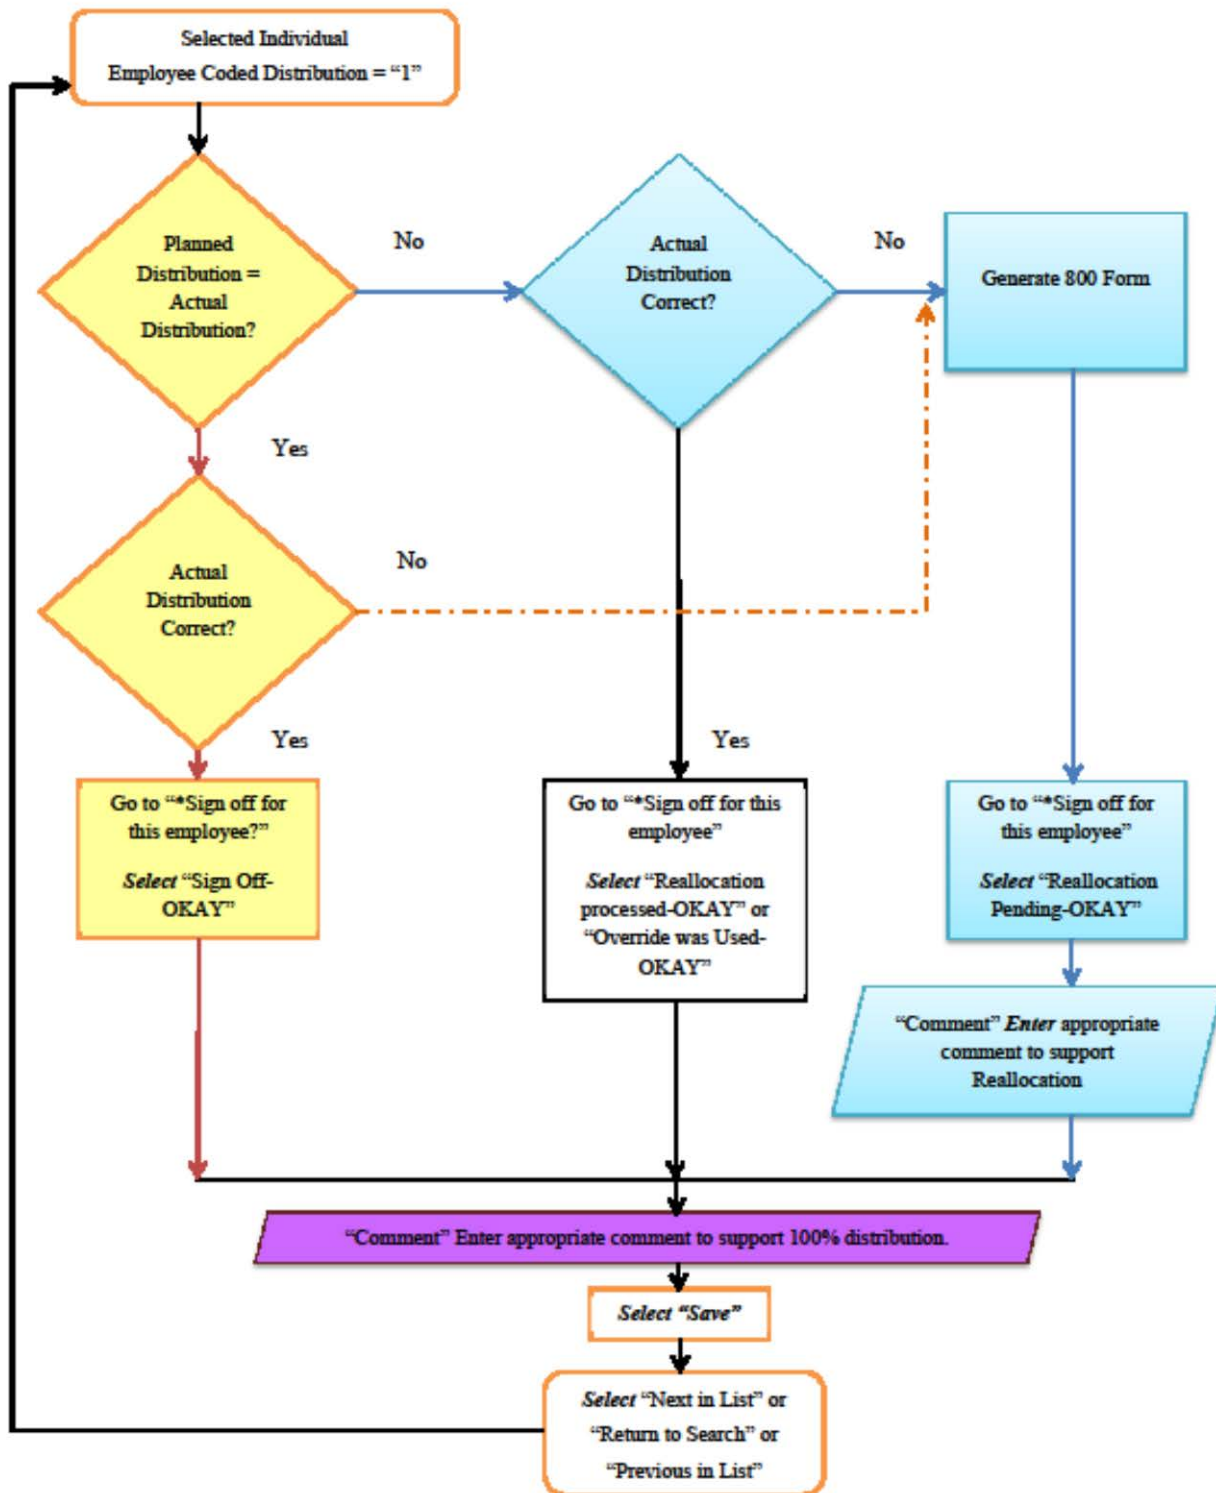 Selected Individual
Employee Coded Distribution = “1”
Planned
Distribution =
Actual
Distribution?
No
Actual
Distribution
Correct?
No
Generate 800 Form
Yes
Actual
Distribution
Correct?
No
Yes
Yes
Go to “*Sign off for
this employee?”
Select “Sign Off-
OKAY”
Go to “*Sign off for this
employee”
Select “Reallocation
processed-OKAY” or
“Override was Used-
OKAY”
Go to “*Sign off for
this employee”
Select “Reallocation
Pending-OKAY”
“Comment” Enter appropriate
comment to support
Reallocation
“Comment” Enter appropriate comment to support 100% distribution.
Select “Save”
Select “Next in List” or
“Return to Search” or
“Previous in List”